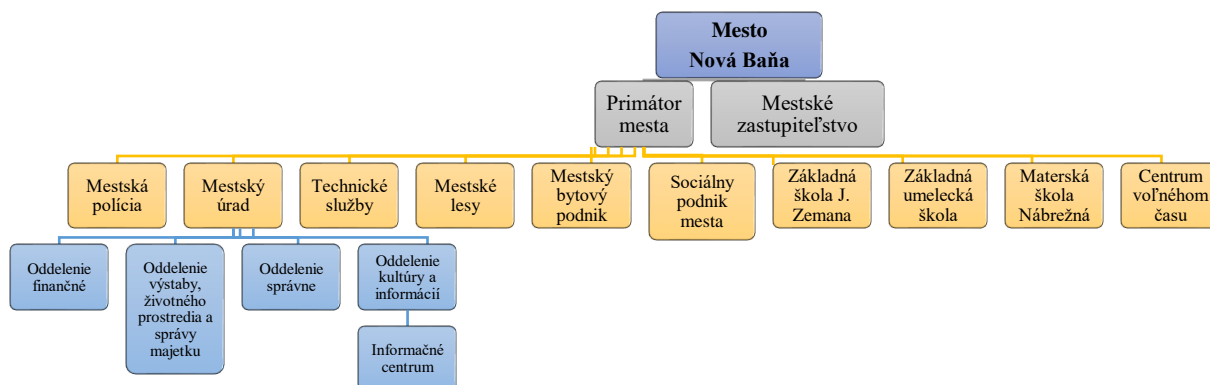 Mesto
Nová Baňa
Primátor
mesta
Mestské
zastupiteľstvo
Mestská
polícia
Mestský
úrad
Technické
služby
Mestské
lesy
Mestský
bytový
podnik
Sociálny
podnik
mesta
Základná
škola J.
Zemana
Základná
umelecká
škola
Materská
škola
Nábrežná
Centrum
voľnéhom
času
Oddelenie
finančné
Oddelenie
výstaby,
životného
prostredia a
správy
majetku
Oddelenie
správne
Oddelenie
kultúry a
informácií
Informačné
centrum